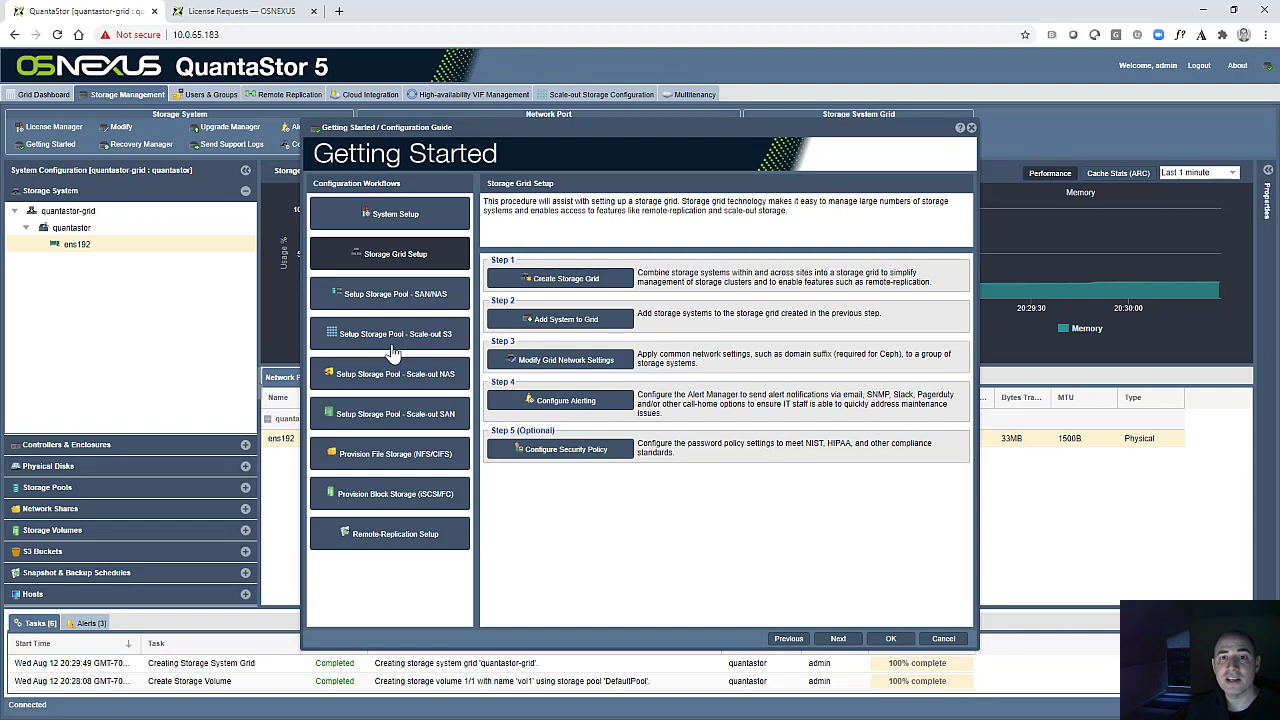 QuantaStor [quantastor-grid : qu
License Requests — OSNEXUS
Not secure
10.0.65.183
OSNEXUS QuantaStor 5
Welcome, admin
Logout
About
Grid Dashboard
Storage Management
Users & Groups
Remote Replication
Cloud Integration
High-availability VIF Management
Scale-out Storage Configuration
Multitenancy
Storage System
Network Port
Storage System Grid
License Manager
Modify
Upgrade Manager
Getting Started
Recovery Manager
Send Support Logs
System Configuration [quantastor-grid : quantastor]
Storage System
quantastor-grid
quantastor
ens192
Controllers & Enclosures
Physical Disks
Storage Pools
Network Shares
Storage Volumes
S3 Buckets
Snapshot & Backup Schedules
Hosts
Getting Started / Configuration Guide
Getting Started
Configuration Workflows
System Setup
Storage Grid Setup
Setup Storage Pool - SAN/NAS
Setup Storage Pool - Scale-out S3
Setup Storage Pool - Scale-out NAS
Setup Storage Pool - Scale-out SAN
Provision File Storage (NFS/CIFS)
Provision Block Storage (iSCSI/FC)
Remote-Replication Setup
Storage Grid Setup
This procedure will assist with setting up a storage grid. Storage grid technology makes it easy to manage large numbers of storage
systems and enables access to features like remote-replication and scale-out storage.
Step 1
Create Storage Grid
Combine storage systems within and across sites into a storage grid to simplify
management of storage clusters and to enable features such as remote-replication.
Step 2
Add System to Grid
Add storage systems to the storage grid created in the previous step.
Step 3
Modify Grid Network Settings
Apply common network settings, such as domain suffix (required for Ceph), to a group of
storage systems.
Step 4
Configure Alerting
Configure the Alert Manager to send alert notifications via email, SNMP, Slack, Pagerduty
and/or other call-home options to ensure IT staff is able to quickly address maintenance
issues.
Step 5 (Optional)
Configure Security Policy
Configure the password policy settings to meet NIST, HIPAA, and other compliance
standards.
Previous
Next
OK
Cancel
Performance
Cache Stats (ARC)
Last 1 minute
Properties
Memory
Usage %
20:29:30
20:30:00
Memory
Network P
Name
Bytes Tra...
MTU
Type
ens192
33MB
1500B
Physical
Tasks [6]
Alerts [3]
Start Time
Task
Wed Aug 12 20:29:49 GMT-70...
Creating Storage System Grid
Completed
Creating storage system grid 'quantastor-grid'.
quantastor
admin
100% complete
Wed Aug 12 20:28:08 GMT-70...
Create Storage Volume
Completed
Creating storage volume 1/1 with name 'vol1' using storage pool 'DefaultPool'.
quantastor
admin
100% complete
Connected